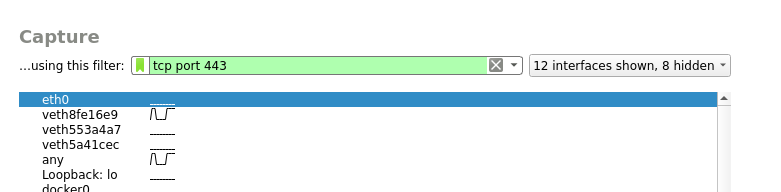 Capture
...using this filter: tcp port 443 12 interfaces shown, 8 hidden
eth0
veth8fe16e9
veth553a4a7
veth5a41cec
any
Loopback: lo
docker0